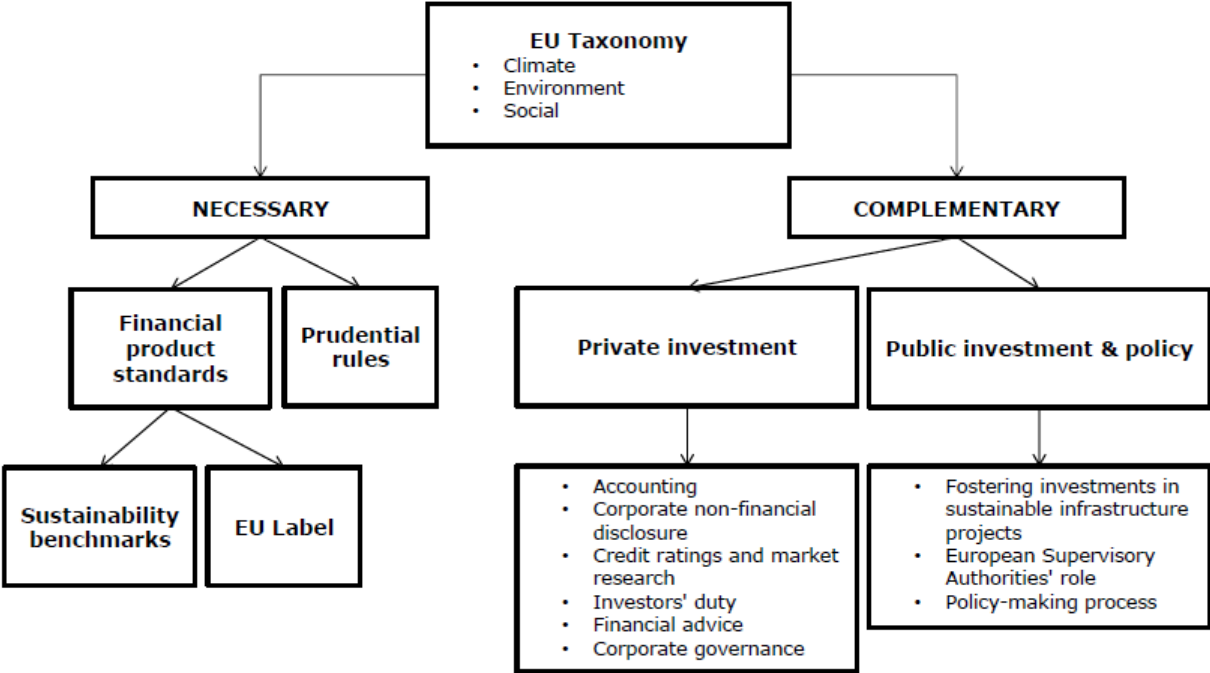 EU Taxonomy
• Climate
• Environment
• Social
NECESSARY
COMPLEMENTARY
Financial
product
standards
Prudential
rules
Private investment
Public investment & policy
Sustainability
benchmarks
EU Label
• Accounting
• Corporate non-financial
disclosure
• Credit ratings and market
research
• Investors' duty
• Financial advice
• Corporate governance
• Fostering investments in
sustainable infrastructure
projects
• European Supervisory
Authorities' role
• Policy-making process